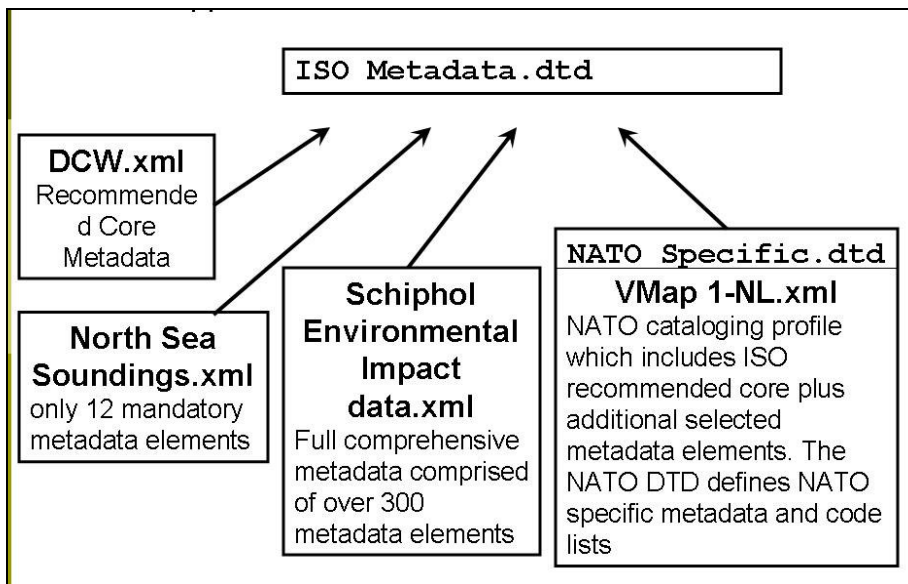 ISO Metadata.dtd
DCW.xml
Recommende
d Core
Metadata
North Sea
Soundings.xml
only 12 mandatory
metadata elements
Schiphol
Environmental
Impact
data.xml
Full comprehensive
metadata comprised
of over 300
metadata elements
NATO Specific.dtd
VMap 1-NL.xml
NATO cataloging profile
which includes ISO
recommended core plus
additional selected
metadata elements. The
NATO DTD defines NATO
specific metadata and code
lists